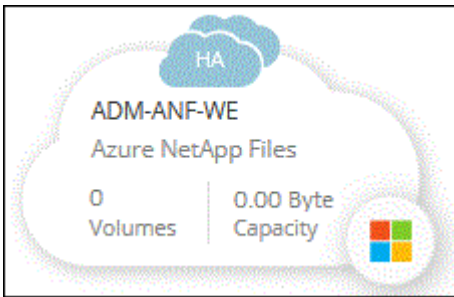 HA
ADM-ANF-WE
Azure NetApp Files
0
Volumes
0.00 Byte
Capacity